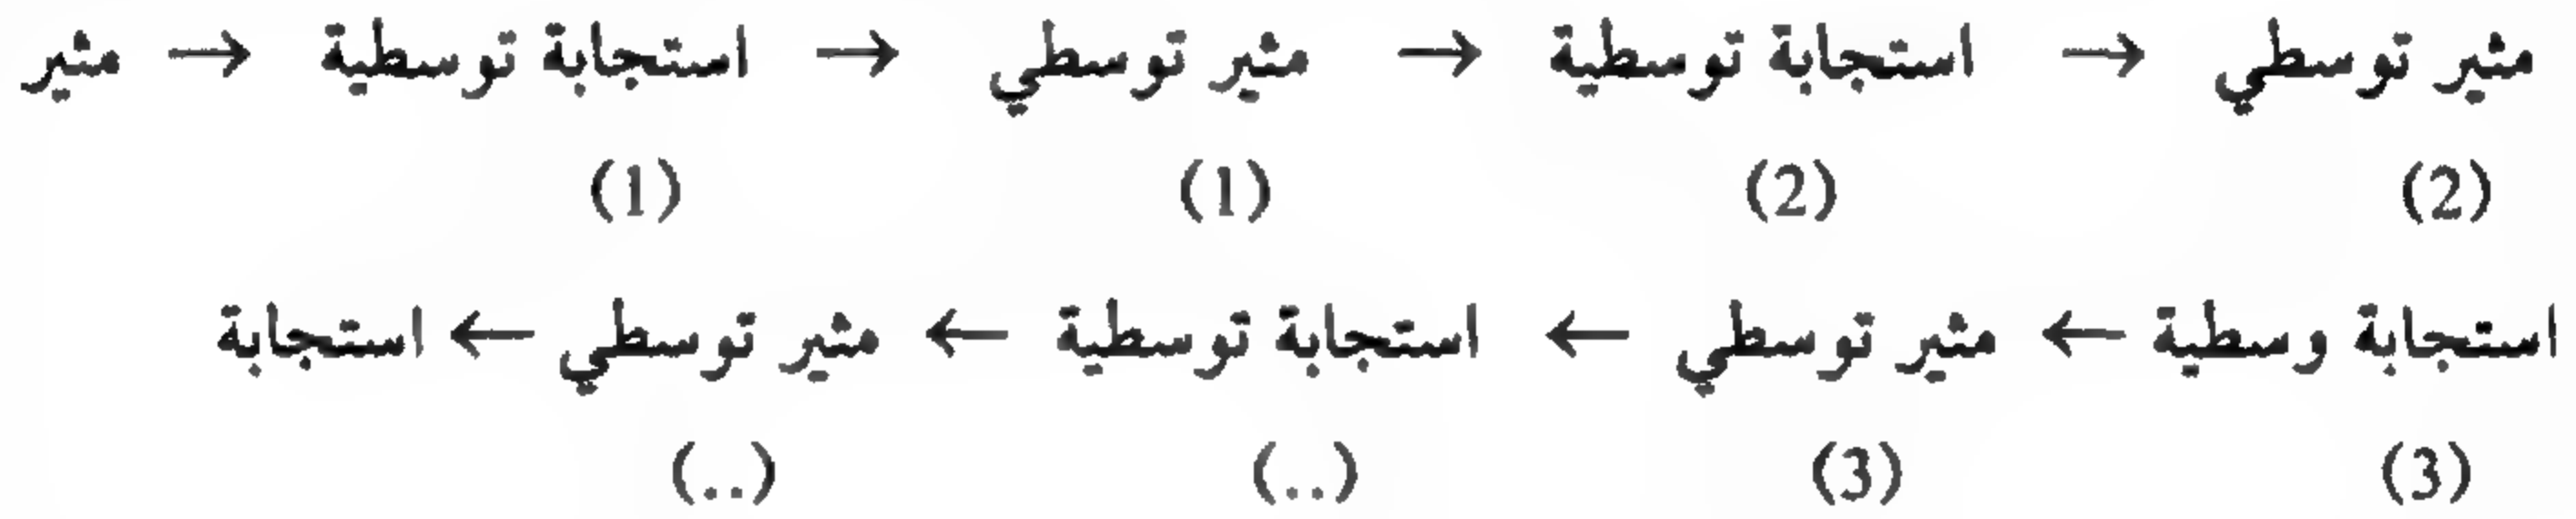 مثير توسطي → استجابة توسطية → مثير توسطي → استجابة توسطية → مثير
(2) (2) (1) (1)
استجابة وسطية ← مثير توسطي ← استجابة توسطية ← مثير توسطي ← استجابة
(3) (3) (..) (..)